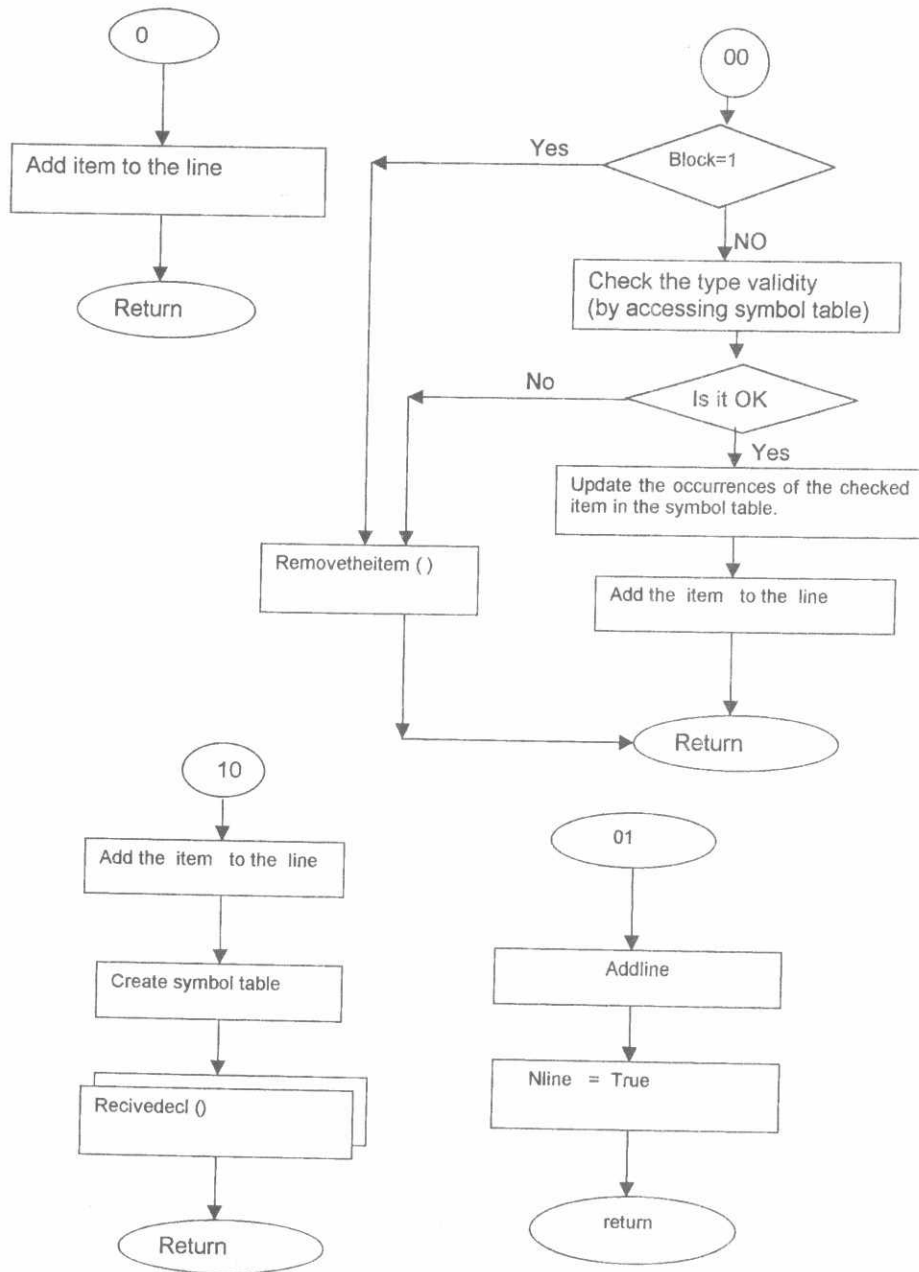 0
Add item to the line
Return
00
Block=1
Yes
NO
Check the type validity
(by accessing symbol table)
Is it OK
No
Yes
Update the occurrences of the checked
item in the symbol table.
Removetheitem ( )
Add the item to the line
Return
10
Add the item to the line
Create symbol table
Recivedecl ()
Return
01
Addline
Nline = True
return